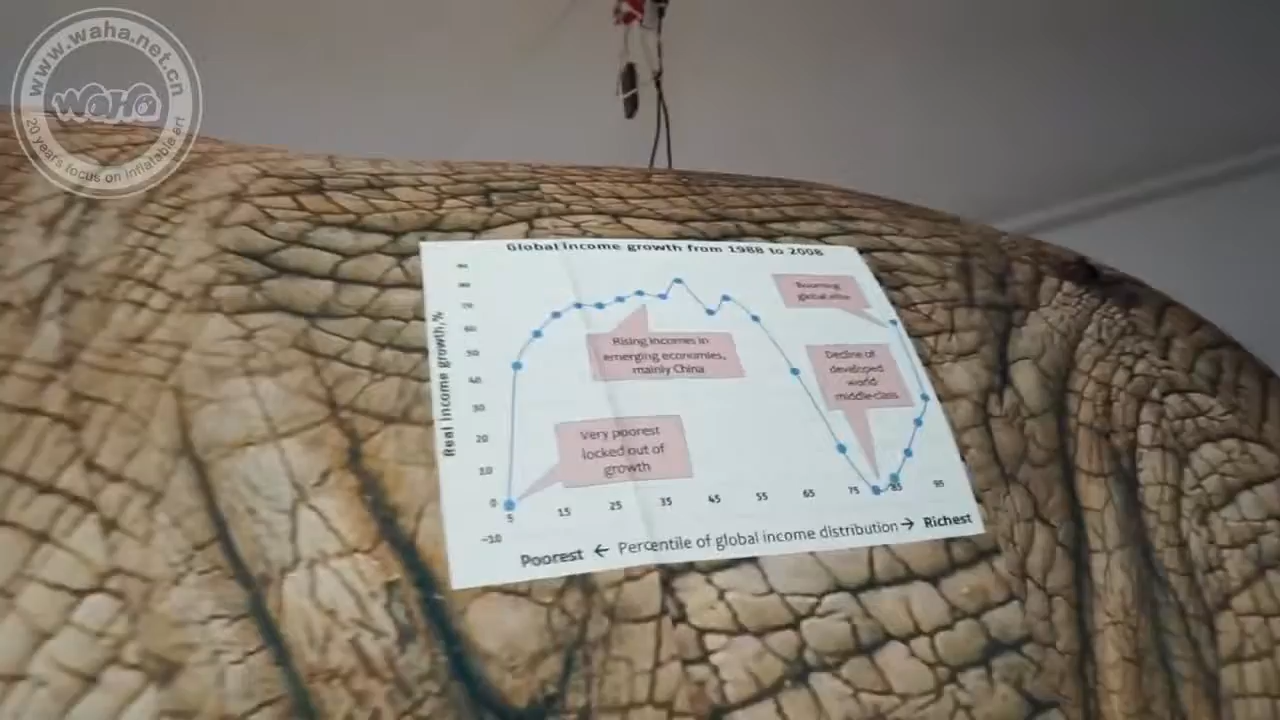 www.waha.net.cn
WaHa
20 years focus on inflatable art
Global income growth from 1988 to 2008
Real income growth, %
80
70
60
50
40
30
20
10
0
-10
5 15 25 35 45 55 65 75 85 95
Rising incomes in
emerging economies,
mainly China
Very poorest
locked out of
growth
Booming
global elite
Decline of
developed
world
middle-class
Poorest ← Percentile of global income distribution → Richest